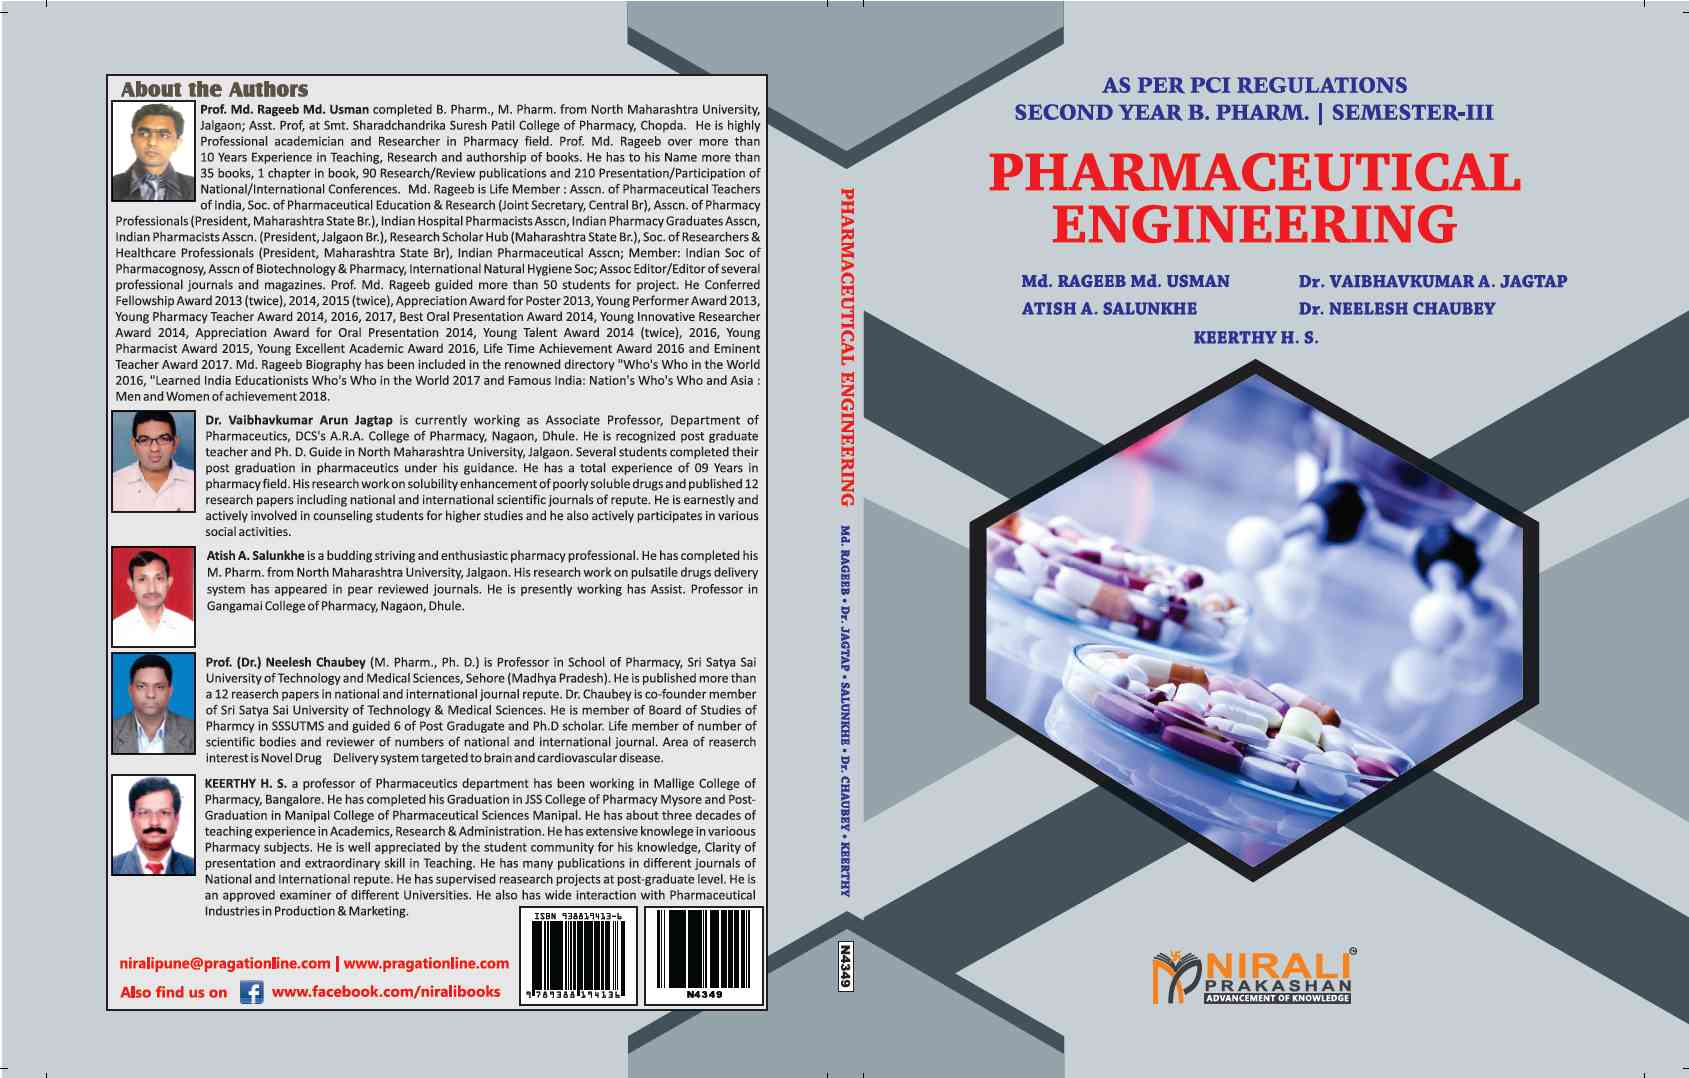 About the Authors
Prof. Md. Rageeb Md. Usman completed B. Pharm., M. Pharm. from North Maharashtra University,
Jalgaon; Asst. Prof, at Smt. Sharadchandrika Suresh Patil College of Pharmacy, Chopda. He is highly
Professional academician and Researcher in Pharmacy field. Prof. Md. Rageeb over more than
10 Years Experience in Teaching, Research and authorship of books. He has to his Name more than
35 books, 1 chapter in book, 90 Research/Review publications and 210 Presentation/Participation of
National/International Conferences. Md. Rageeb is Life Member : Asscn. of Pharmaceutical Teachers
of India, Soc. of Pharmaceutical Education & Research (Joint Secretary, Central Br), Asscn. of Pharmacy
Professionals (President, Maharashtra State Br.), Indian Hospital Pharmacists Asscn, Indian Pharmacy Graduates Asscn,
Indian Pharmacists Asscn. (President, Jalgaon Br.), Research Scholar Hub (Maharashtra State Br.), Soc. of Researchers &
Healthcare Professionals (President, Maharashtra State Br), Indian Pharmaceutical Asscn; Member: Indian Soc of
Pharmacognosy, Asscn of Biotechnology & Pharmacy, International Natural Hygiene Soc; Assoc Editor/Editor of several
professional journals and magazines. Prof. Md. Rageeb guided more than 50 students for project. He Conferred
Fellowship Award 2013 (twice), 2014, 2015 (twice), Appreciation Award for Poster 2013, Young Performer Award 2013,
Young Pharmacy Teacher Award 2014, 2016, 2017, Best Oral Presentation Award 2014, Young Innovative Researcher
Award 2014, Appreciation Award for Oral Presentation 2014, Young Talent Award 2014 (twice), 2016, Young
Pharmacist Award 2015, Young Excellent Academic Award 2016, Life Time Achievement Award 2016 and Eminent
Teacher Award 2017. Md. Rageeb Biography has been included in the renowned directory "Who's Who in the World
2016, "Learned India Educationists Who's Who in the World 2017 and Famous India: Nation's Who's Who and Asia :
Men and Women of achievement 2018.
Dr. Vaibhavkumar Arun Jagtap is currently working as Associate Professor, Department of
Pharmaceutics, DCS's A.R.A. College of Pharmacy, Nagaon, Dhule. He is recognized post graduate
teacher and Ph. D. Guide in North Maharashtra University, Jalgaon. Several students completed their
post graduation in pharmaceutics under his guidance. He has a total experience of 09 Years in
pharmacy field. His research work on solubility enhancement of poorly soluble drugs and published 12
research papers including national and international scientific journals of repute. He is earnestly and
actively involved in counseling students for higher studies and he also actively participates in various
social activities.
Atish A. Salunkhe is a budding striving and enthusiastic pharmacy professional. He has completed his
M. Pharm. from North Maharashtra University, Jalgaon. His research work on pulsatile drugs delivery
system has appeared in pear reviewed journals. He is presently working has Assist. Professor in
Gangamai College of Pharmacy, Nagaon, Dhule.
Prof. (Dr.) Neelesh Chaubey (M. Pharm., Ph. D.) is Professor in School of Pharmacy, Sri Satya Sai
University of Technology and Medical Sciences, Sehore (Madhya Pradesh). He is published more than
a 12 reaserch papers in national and international journal repute. Dr. Chaubey is co-founder member
of Sri Satya Sai University of Technology & Medical Sciences. He is member of Board of Studies of
Pharmcy in SSSUTMS and guided 6 of Post Gradugate and Ph.D scholar. Life member of number of
scientific bodies and reviewer of numbers of national and international journal. Area of reaserch
interest is Novel Drug Delivery system targeted to brain and cardiovascular disease.
KEERTHY H. S. a professor of Pharmaceutics department has been working in Mallige College of
Pharmacy, Bangalore. He has completed his Graduation in JSS College of Pharmacy Mysore and Post-
Graduation in Manipal College of Pharmaceutical Sciences Manipal. He has about three decades of
teaching experience in Academics, Research & Administration. He has extensive knowlege in varioous
Pharmacy subjects. He is well appreciated by the student community for his knowledge, Clarity of
presentation and extraordinary skill in Teaching. He has many publications in different journals of
National and International repute. He has supervised reasearch projects at post-graduate level. He is
an approved examiner of different Universities. He also has wide interaction with Pharmaceutical
Industries in Production & Marketing.
niralipune@pragationline.com | www.pragationline.com
Also find us on f www.facebook.com/niralibooks
ISBN 938819413-6
9 789388 194136
N4349
PHARMACEUTICAL ENGINEERING
Md. RAGEEB • Dr. JAGTAP • SALUNKHE • Dr. CHAUBEY • KEERTHY
N4349
AS PER PCI REGULATIONS
SECOND YEAR B. PHARM. | SEMESTER-III
PHARMACEUTICAL
ENGINEERING
Md. RAGEEB Md. USMAN
Dr. VAIBHAVKUMAR A. JAGTAP
ATISH A. SALUNKHE
Dr. NEELESH CHAUBEY
KEERTHY H. S.
NIRALI
PRAKASHAN
ADVANCEMENT OF KNOWLEDGE